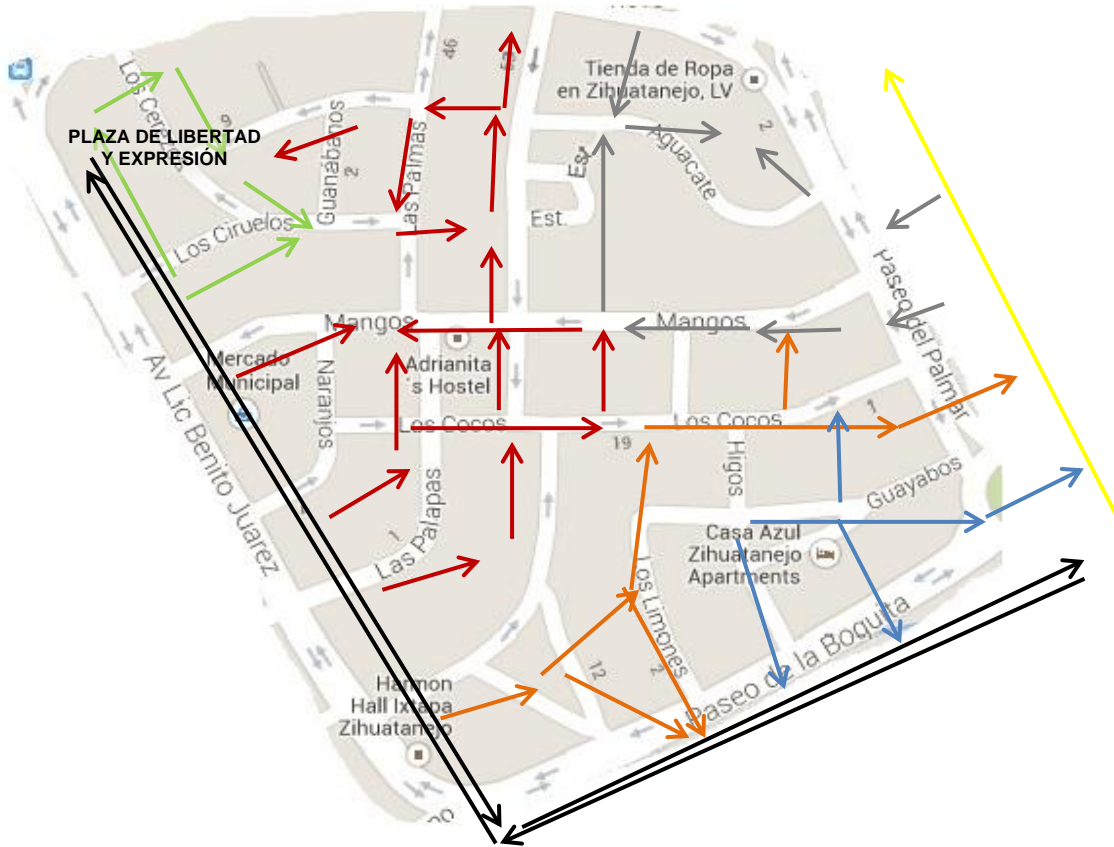 Los Cerezos
46
53
Tienda de Ropa
en Zihuatanejo, LV
PLAZA DE LIBERTAD
Y EXPRESIÓN
9
Guanábanos
2
Las Palmas
Est.
Aguacate
2
Est.
Los Ciruelos
Mangos
Mangos
Paseo del Palmar
Mercado
Municipal
Adrianita
's Hostel
Naranjos
Los Cocos
Los Cocos
1
19
Higos
Guayabos
Av Lic Benito Juarez
1
Las Palapas
Casa Azul
Zihuatanejo
Apartments
Los Limones
2
12
Paseo de la Boquita
Harmon
Hall Ixtapa
Zihuatanejo